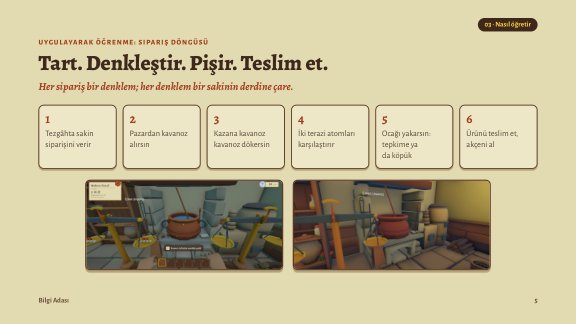 03 · Nasıl öğretir
UYGULAYARAK ÖĞRENME: SIPARIŞ DÖNGÜSÜ
Tart. Denkleştir. Pişir. Teslim et.
Her sipariş bir denklem; her denklem bir sakinin derdine çare.
1
Tezgâhta sakin
siparişini verir
2
Pazardan kavanoz
alırsın
3
Kazana kavanoz
kavanoz dökersin
4
İki terazi atomları
karşılaştırır
5
Ocağı yakarsın:
tepkime ya
da köpük
6
Ürünü teslim et,
akçeni al
Bilgi Adası
5